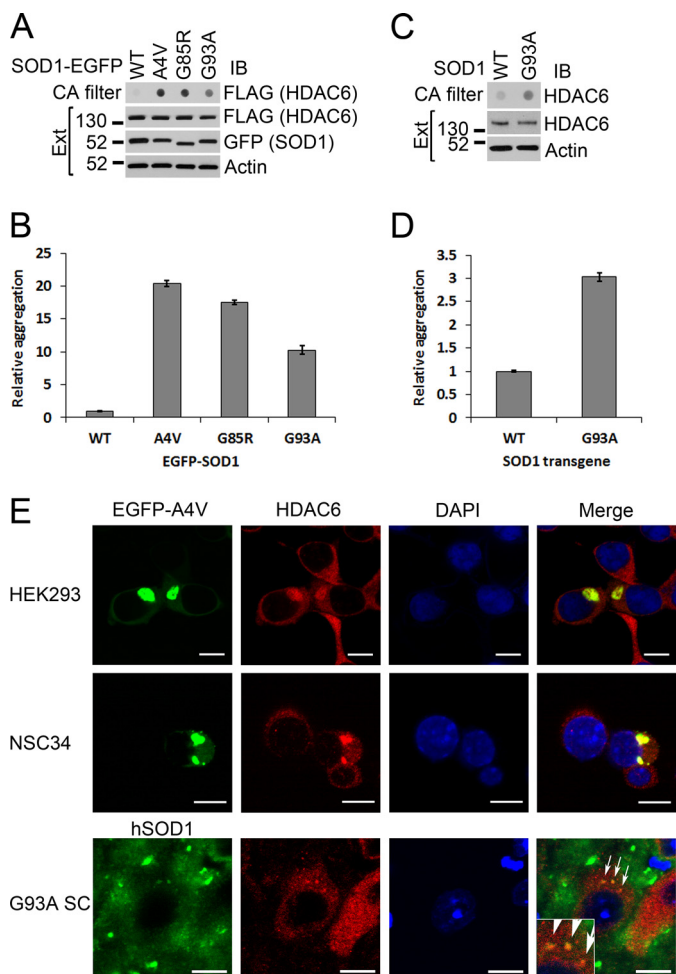 A
SOD1-EGFP WT A4V G85R G93A IB
CA filter FLAG (HDAC6)
Ext 130 FLAG (HDAC6)
52 GFP (SOD1)
52 Actin
C
SOD1 WT G93A IB
CA filter HDAC6
Ext 130 HDAC6
52 Actin
B
Relative aggregation
25
20
15
10
5
0
WT A4V G85R G93A
EGFP-SOD1
D
Relative aggregation
3.5
3
2.5
2
1.5
1
0.5
0
WT G93A
SOD1 transgene
E
EGFP-A4V HDAC6 DAPI Merge
HEK293
NSC34
hSOD1
G93A SC